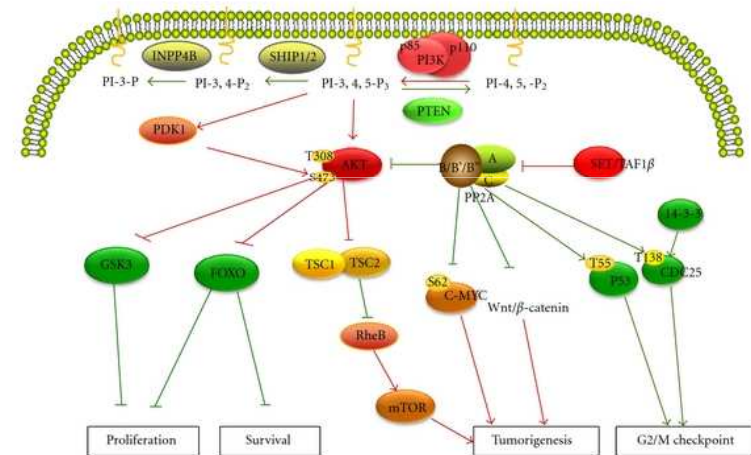 p85
p110
INPP4B
SHIP1/2
PI3K
PI-3-P
PI-3, 4-P₂
PI-3, 4, 5-P₃
PI-4, 5, -P₂
PTEN
PDK1
T308
AKT
S473
B/B'/B"
A
C
PP2A
SET/TAF1β
14-3-3
GSK3
FOXO
TSC1
TSC2
S62
C-MYC
Wnt/β-catenin
T55
P53
T138
CDC25
RheB
mTOR
Proliferation
Survival
Tumorigenesis
G2/M checkpoint